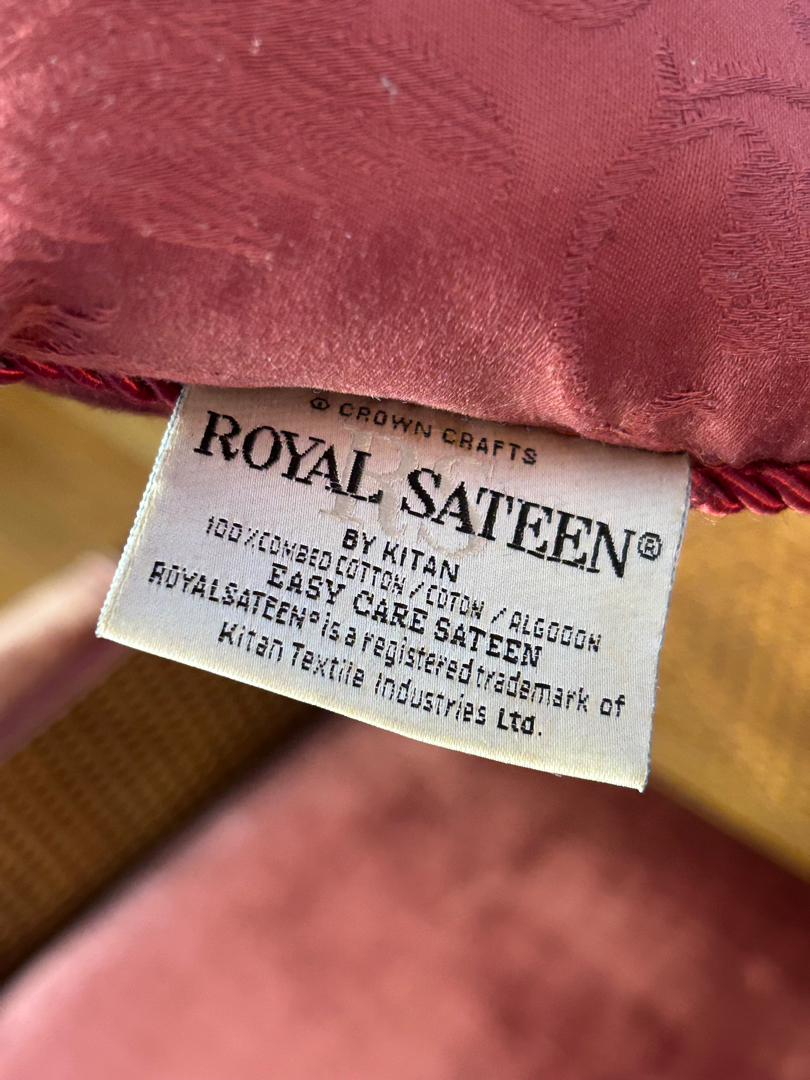 © CROWN CRAFTS
ROYAL SATEEN®
BY KITAN
100%COMBED COTTON / COTON / ALGODON
EASY CARE SATEEN
ROYALSATEEN® is a registered trademark of
Kitan Textile Industries Ltd.